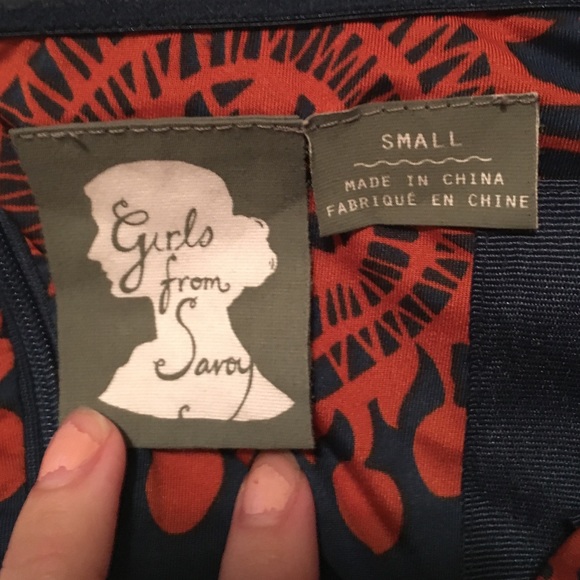 Girls
from
Savoy
SMALL
MADE IN CHINA
FABRIQUÉ EN CHINE